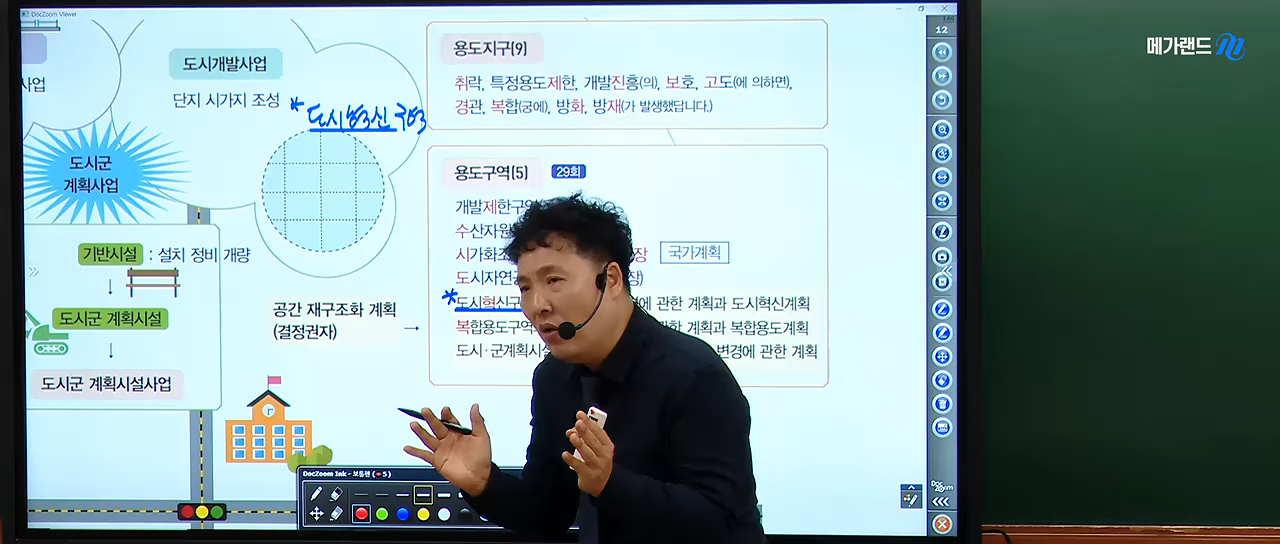 DocZoom Viewer
메가랜드
12
사업
도시개발사업
단지 시가지 조성
* 도시혁신 구역
도시군
계획사업
기반시설 : 설치 정비 개량
도시군 계획시설
도시군 계획시설사업
공간 재구조화 계획
(결정권자)
용도지구(9)
취락, 특정용도제한, 개발진흥(의), 보호, 고도(에 의하면),
경관, 복합(궁에), 방화, 방재(가 발생했답니다.)
용도구역(5) 29회
개발제한구
수산자원
시가화조 장 국가계획
도시자연
* 도시혁신구 에 관한 계획과 도시혁신계획
복합용도구역 한 계획과 복합용도계획
도시·군계획시설 변경에 관한 계획
DocZoom Ink - 보통펜 ( 5 )
Doc
Zoom